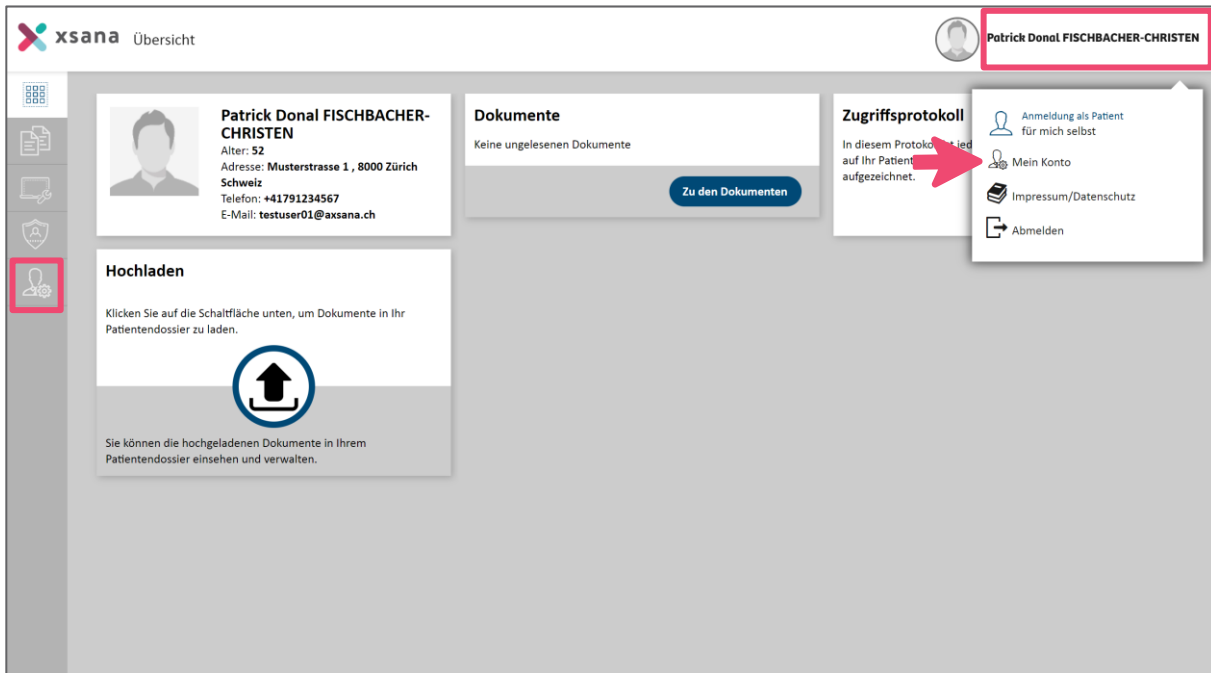 xsana Übersicht
Patrick Donal FISCHBACHER-CHRISTEN
Patrick Donal FISCHBACHER-
CHRISTEN
Alter: 52
Adresse: Musterstrasse 1 , 8000 Zürich
Schweiz
Telefon: +41791234567
E-Mail: testuser01@axsana.ch
Dokumente
Keine ungelesenen Dokumente
Zu den Dokumenten
Zugriffsprotokoll
In diesem
auf Ihr
aufgezeichnet.
Anmeldung als Patient
für mich selbst
Mein Konto
Impressum/Datenschutz
Abmelden
Hochladen
Klicken Sie auf die Schaltfläche unten, um Dokumente in Ihr
Patientendossier zu laden.
Sie können die hochgeladenen Dokumente in Ihrem
Patientendossier einsehen und verwalten.